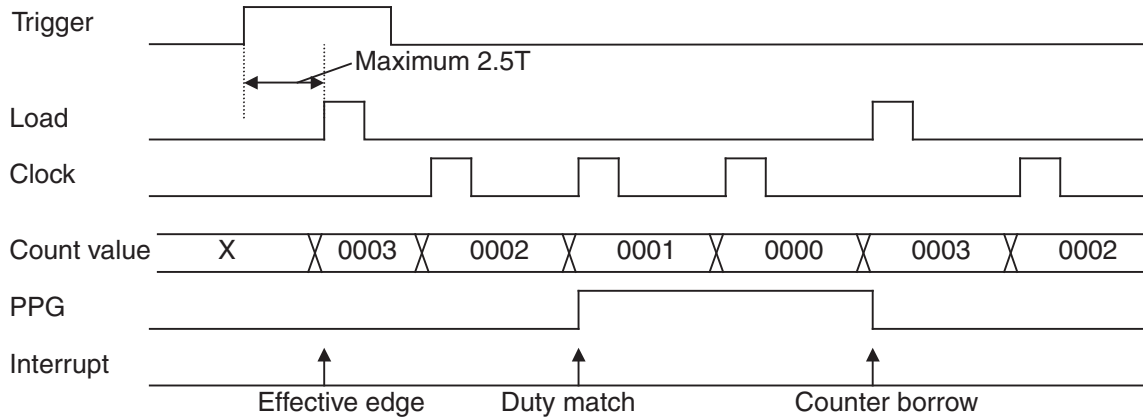 Trigger
Maximum 2.5T
Load
Clock
Count value X 0003 0002 0001 0000 0003 0002
PPG
Interrupt
Effective edge Duty match Counter borrow